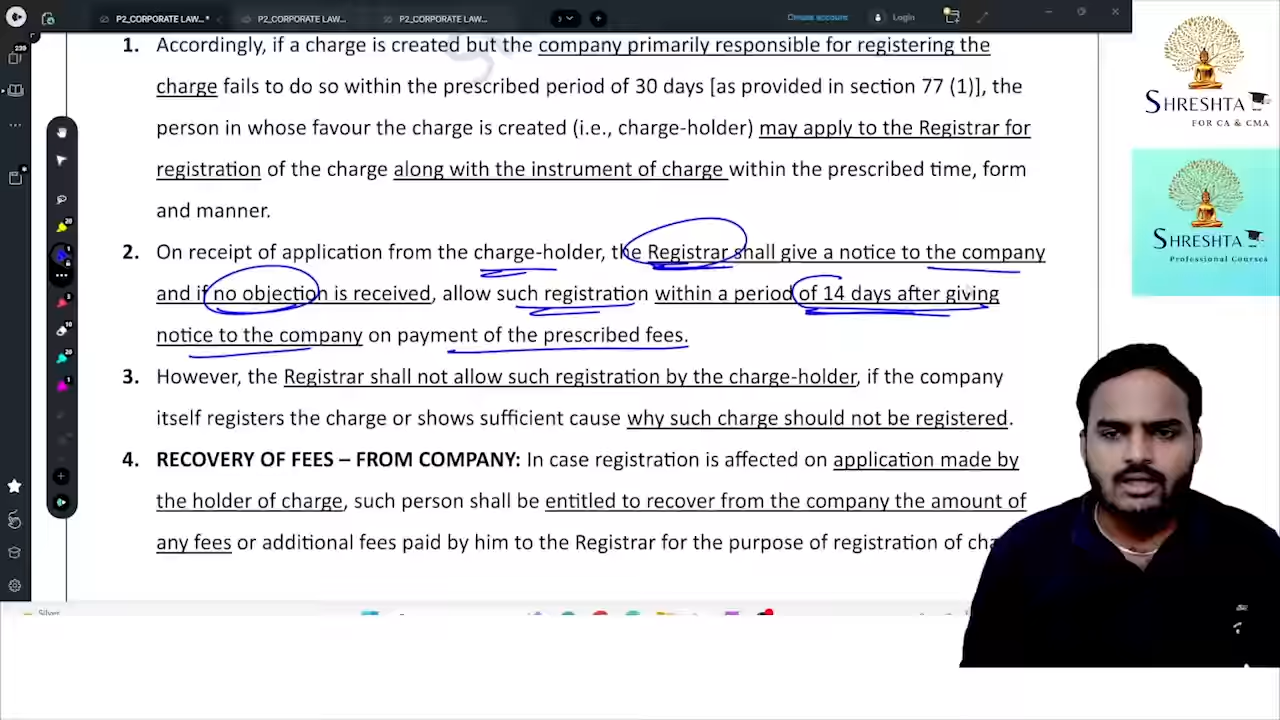 P2_CORPORATE LAW...*
P2_CORPORATE LAW...
P2_CORPORATE LAW...
Create account
Login
1. Accordingly, if a charge is created but the company primarily responsible for registering the
charge fails to do so within the prescribed period of 30 days [as provided in section 77 (1)], the
person in whose favour the charge is created (i.e., charge-holder) may apply to the Registrar for
registration of the charge along with the instrument of charge within the prescribed time, form
and manner.
2. On receipt of application from the charge-holder, the Registrar shall give a notice to the company
and if no objection is received, allow such registration within a period of 14 days after giving
notice to the company on payment of the prescribed fees.
3. However, the Registrar shall not allow such registration by the charge-holder, if the company
itself registers the charge or shows sufficient cause why such charge should not be registered.
4. RECOVERY OF FEES – FROM COMPANY: In case registration is affected on application made by
the holder of charge, such person shall be entitled to recover from the company the amount of
any fees or additional fees paid by him to the Registrar for the purpose of registration of
SHRESHTA
FOR CA & CMA
SHRESHTA
Professional Courses